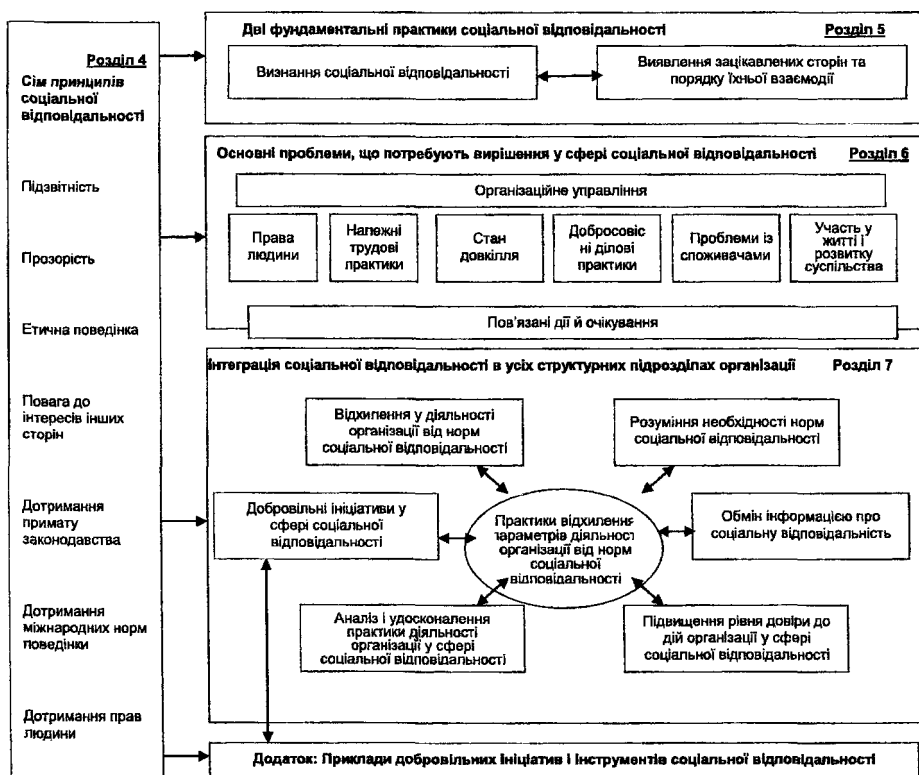 Розділ 4
Сім принципів
соціальної
відповідальності
Підзвітність
Прозорість
Етична поведінка
Повага до
інтересів інших
сторін
Дотримання
примату
законодавства
Дотримання
міжнародних норм
поведінки
Дотримання прав
людини
Дві фундаментальні практики соціальної відповідальності
Розділ 5
Визнання соціальної відповідальності
Виявлення зацікавлених сторін та
порядку їхньої взаємодії
Основні проблеми, що потребують вирішення у сфері соціальної відповідальності
Розділ 6
Організаційне управління
Права
людини
Належні
трудові
практики
Стан
довкілля
Добросовіс
ні ділові
практики
Проблеми із
споживачами
Участь у
житті і
розвитку
суспільства
Пов'язані дії й очікування
Інтеграція соціальної відповідальності в усіх структурних підрозділах організації
Розділ 7
Відхилення у діяльності
організації від норм
соціальної відповідальності
Розуміння необхідності норм
соціальної відповідальності
Добровільні ініціативи у
сфері соціальної
відповідальності
Практики відхилення
параметрів діяльност
організації від норм
соціальної
відповідальності
Обмін інформацією про
соціальну відповідальність
Аналіз і удосконалення
практики діяльності
організації у сфері
соціальної відповідальності
Підвищення рівня довіри до
дій організації у сфері
соціальної відповідальності
Додаток: Приклади добровільних ініціатив і інструментів соціальної відповідальності